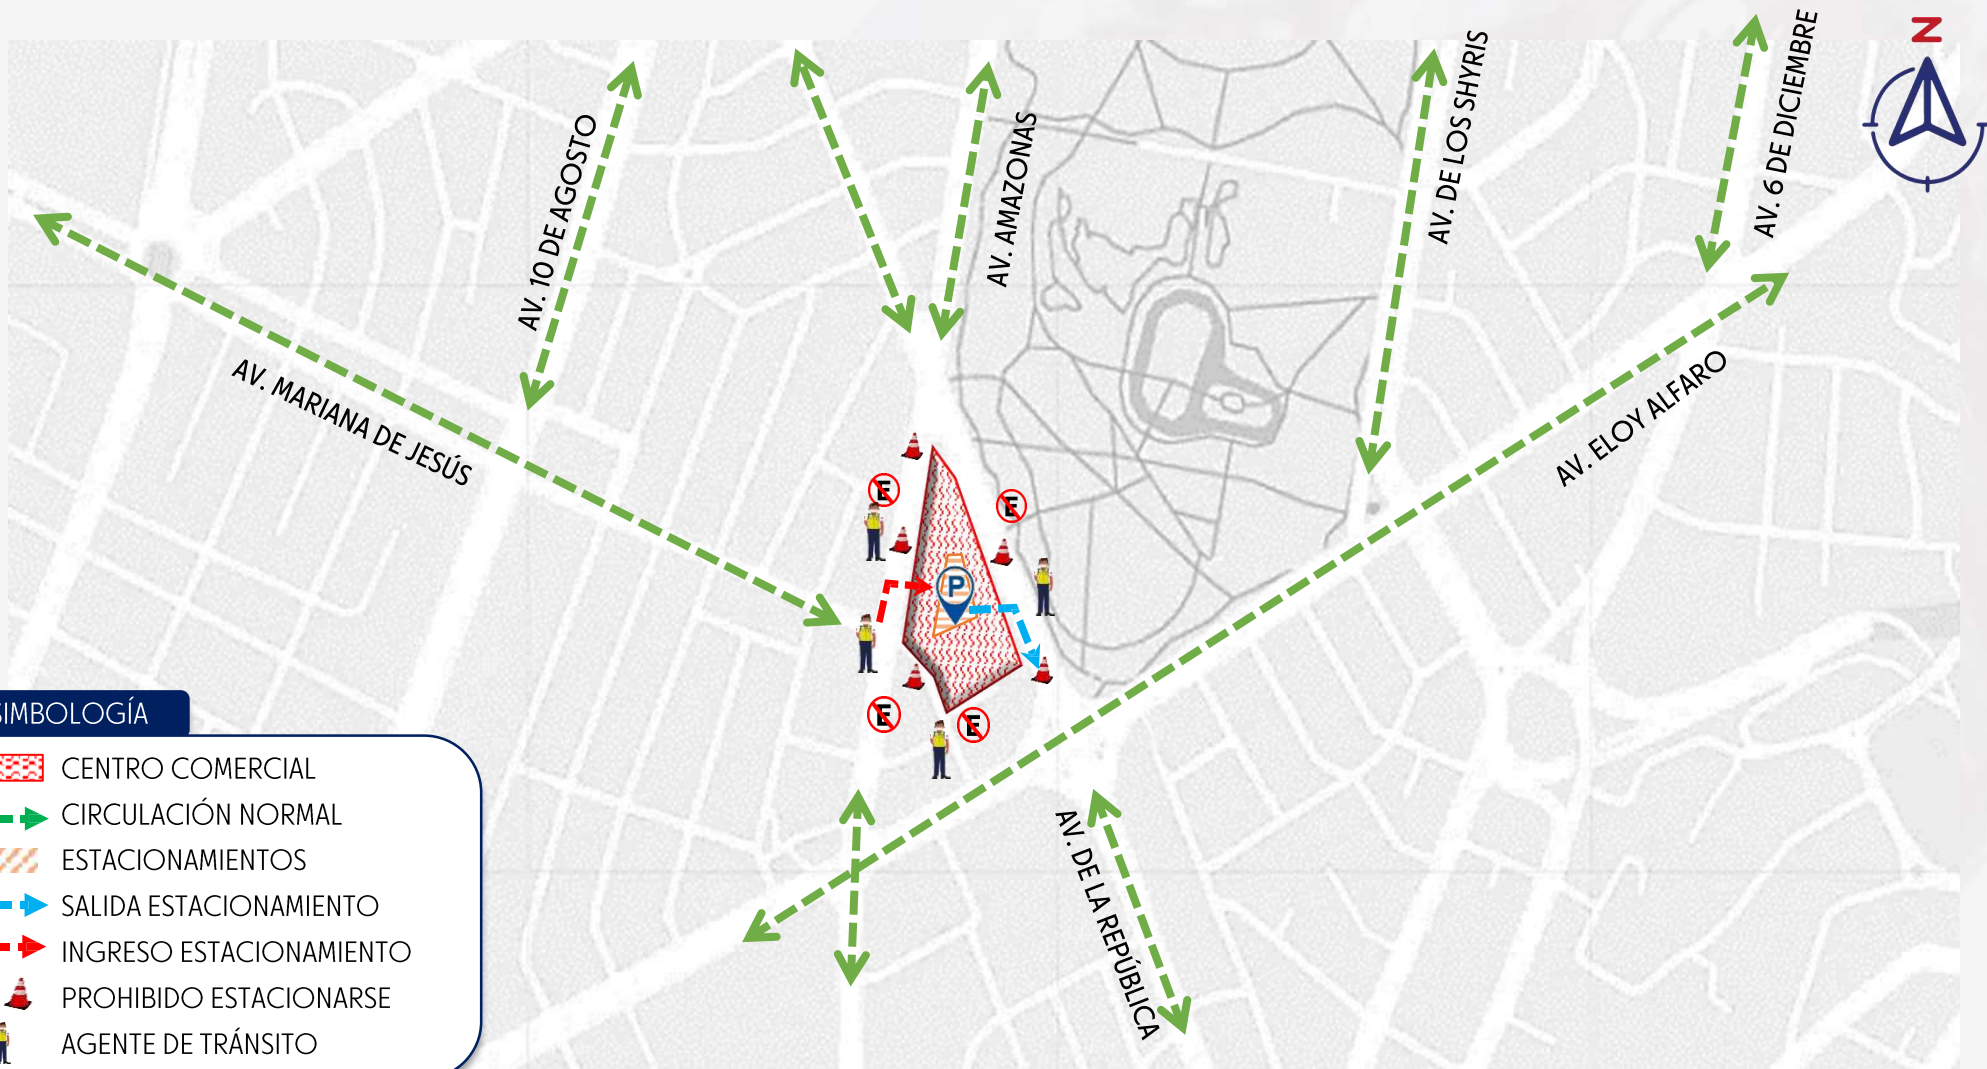 N
AV. 6 DE DICIEMBRE
AV. DE LOS SHYRIS
AV. AMAZONAS
AV. 10 DE AGOSTO
AV. MARIANA DE JESÚS
AV. ELOY ALFARO
E
E
P
E
E
AV. DE LA REPÚBLICA
SIMBOLOGÍA
CENTRO COMERCIAL
CIRCULACIÓN NORMAL
ESTACIONAMIENTOS
SALIDA ESTACIONAMIENTO
INGRESO ESTACIONAMIENTO
PROHIBIDO ESTACIONARSE
AGENTE DE TRÁNSITO